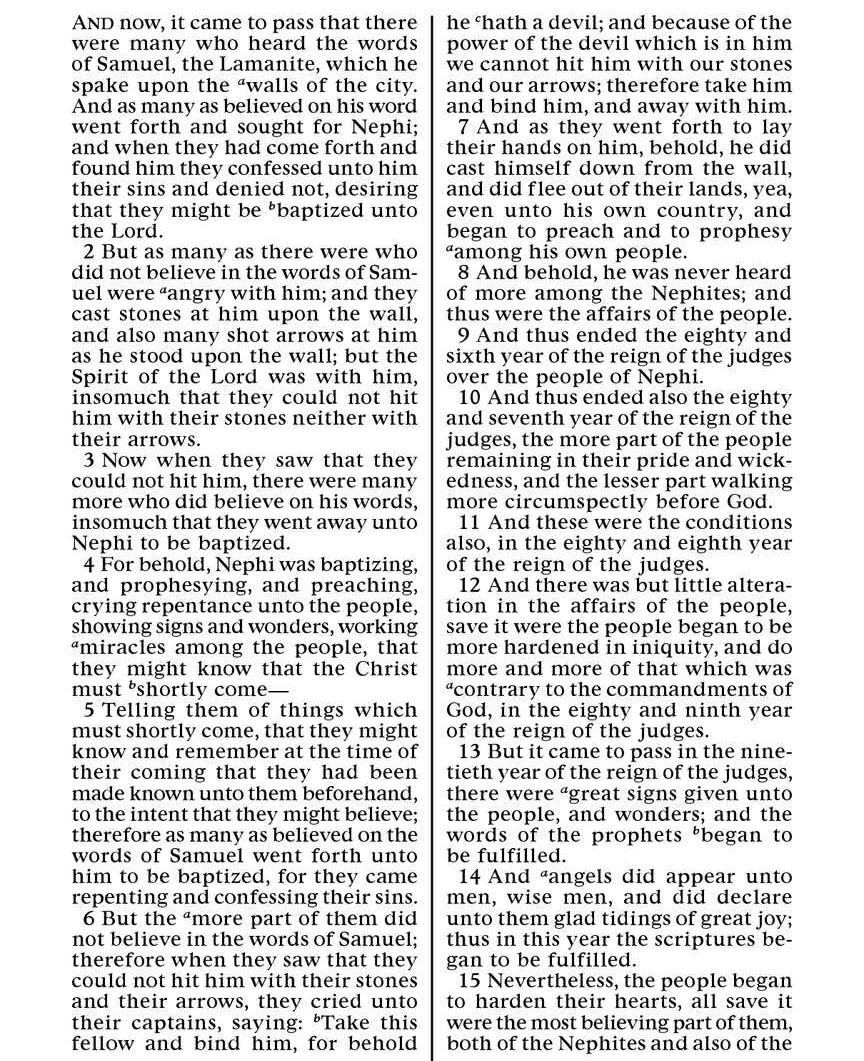 AND now, it came to pass that there
were many who heard the words
of Samuel, the Lamanite, which he
spake upon the ᵃwalls of the city.
And as many as believed on his word
went forth and sought for Nephi;
and when they had come forth and
found him they confessed unto him
their sins and denied not, desiring
that they might be ᵇbaptized unto
the Lord.
2 But as many as there were who
did not believe in the words of Sam-
uel were ᵃangry with him; and they
cast stones at him upon the wall,
and also many shot arrows at him
as he stood upon the wall; but the
Spirit of the Lord was with him,
insomuch that they could not hit
him with their stones neither with
their arrows.
3 Now when they saw that they
could not hit him, there were many
more who did believe on his words,
insomuch that they went away unto
Nephi to be baptized.
4 For behold, Nephi was baptizing,
and prophesying, and preaching,
crying repentance unto the people,
showing signs and wonders, working
ᵃmiracles among the people, that
they might know that the Christ
must ᵇshortly come—
5 Telling them of things which
must shortly come, that they might
know and remember at the time of
their coming that they had been
made known unto them beforehand,
to the intent that they might believe;
therefore as many as believed on the
words of Samuel went forth unto
him to be baptized, for they came
repenting and confessing their sins.
6 But the ᵃmore part of them did
not believe in the words of Samuel;
therefore when they saw that they
could not hit him with their stones
and their arrows, they cried unto
their captains, saying: ᵇTake this
fellow and bind him, for behold
he ᶜhath a devil; and because of the
power of the devil which is in him
we cannot hit him with our stones
and our arrows; therefore take him
and bind him, and away with him.
7 And as they went forth to lay
their hands on him, behold, he did
cast himself down from the wall,
and did flee out of their lands, yea,
even unto his own country, and
began to preach and to prophesy
ᵃamong his own people.
8 And behold, he was never heard
of more among the Nephites; and
thus were the affairs of the people.
9 And thus ended the eighty and
sixth year of the reign of the judges
over the people of Nephi.
10 And thus ended also the eighty
and seventh year of the reign of the
judges, the more part of the people
remaining in their pride and wick-
edness, and the lesser part walking
more circumspectly before God.
11 And these were the conditions
also, in the eighty and eighth year
of the reign of the judges.
12 And there was but little altera-
tion in the affairs of the people,
save it were the people began to be
more hardened in iniquity, and do
more and more of that which was
ᵃcontrary to the commandments of
God, in the eighty and ninth year
of the reign of the judges.
13 But it came to pass in the nine-
tieth year of the reign of the judges,
there were ᵃgreat signs given unto
the people, and wonders; and the
words of the prophets ᵇbegan to
be fulfilled.
14 And ᵃangels did appear unto
men, wise men, and did declare
unto them glad tidings of great joy;
thus in this year the scriptures be-
gan to be fulfilled.
15 Nevertheless, the people began
to harden their hearts, all save it
were the most believing part of them,
both of the Nephites and also of the